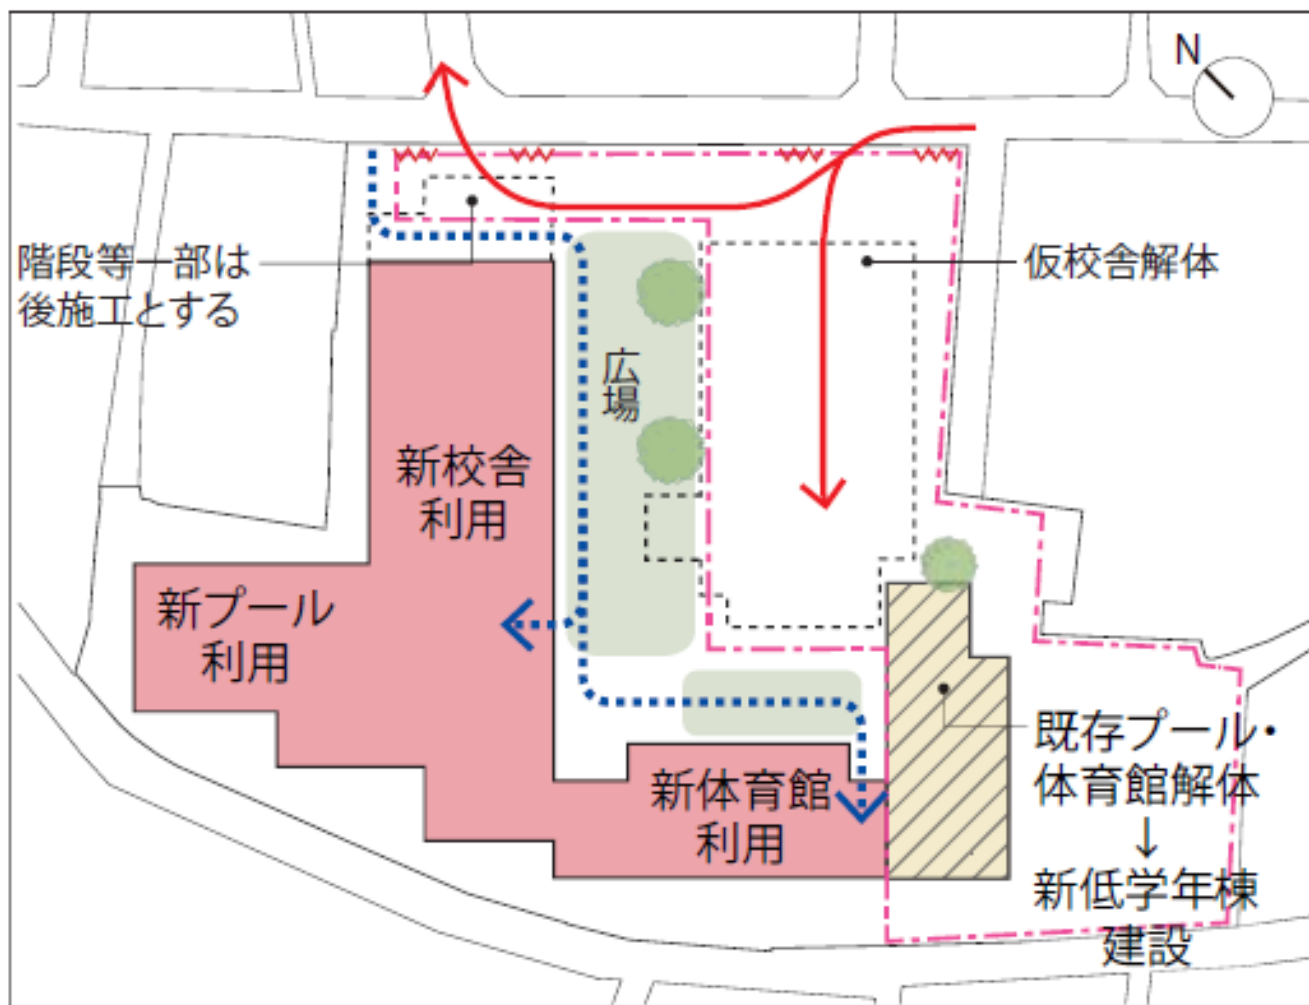 N
階段等一部は
後施工とする
仮校舎解体
広場
新校舎
利用
新プール
利用
新体育館
利用
既存プール・
体育館解体
↓
新低学年棟
建設